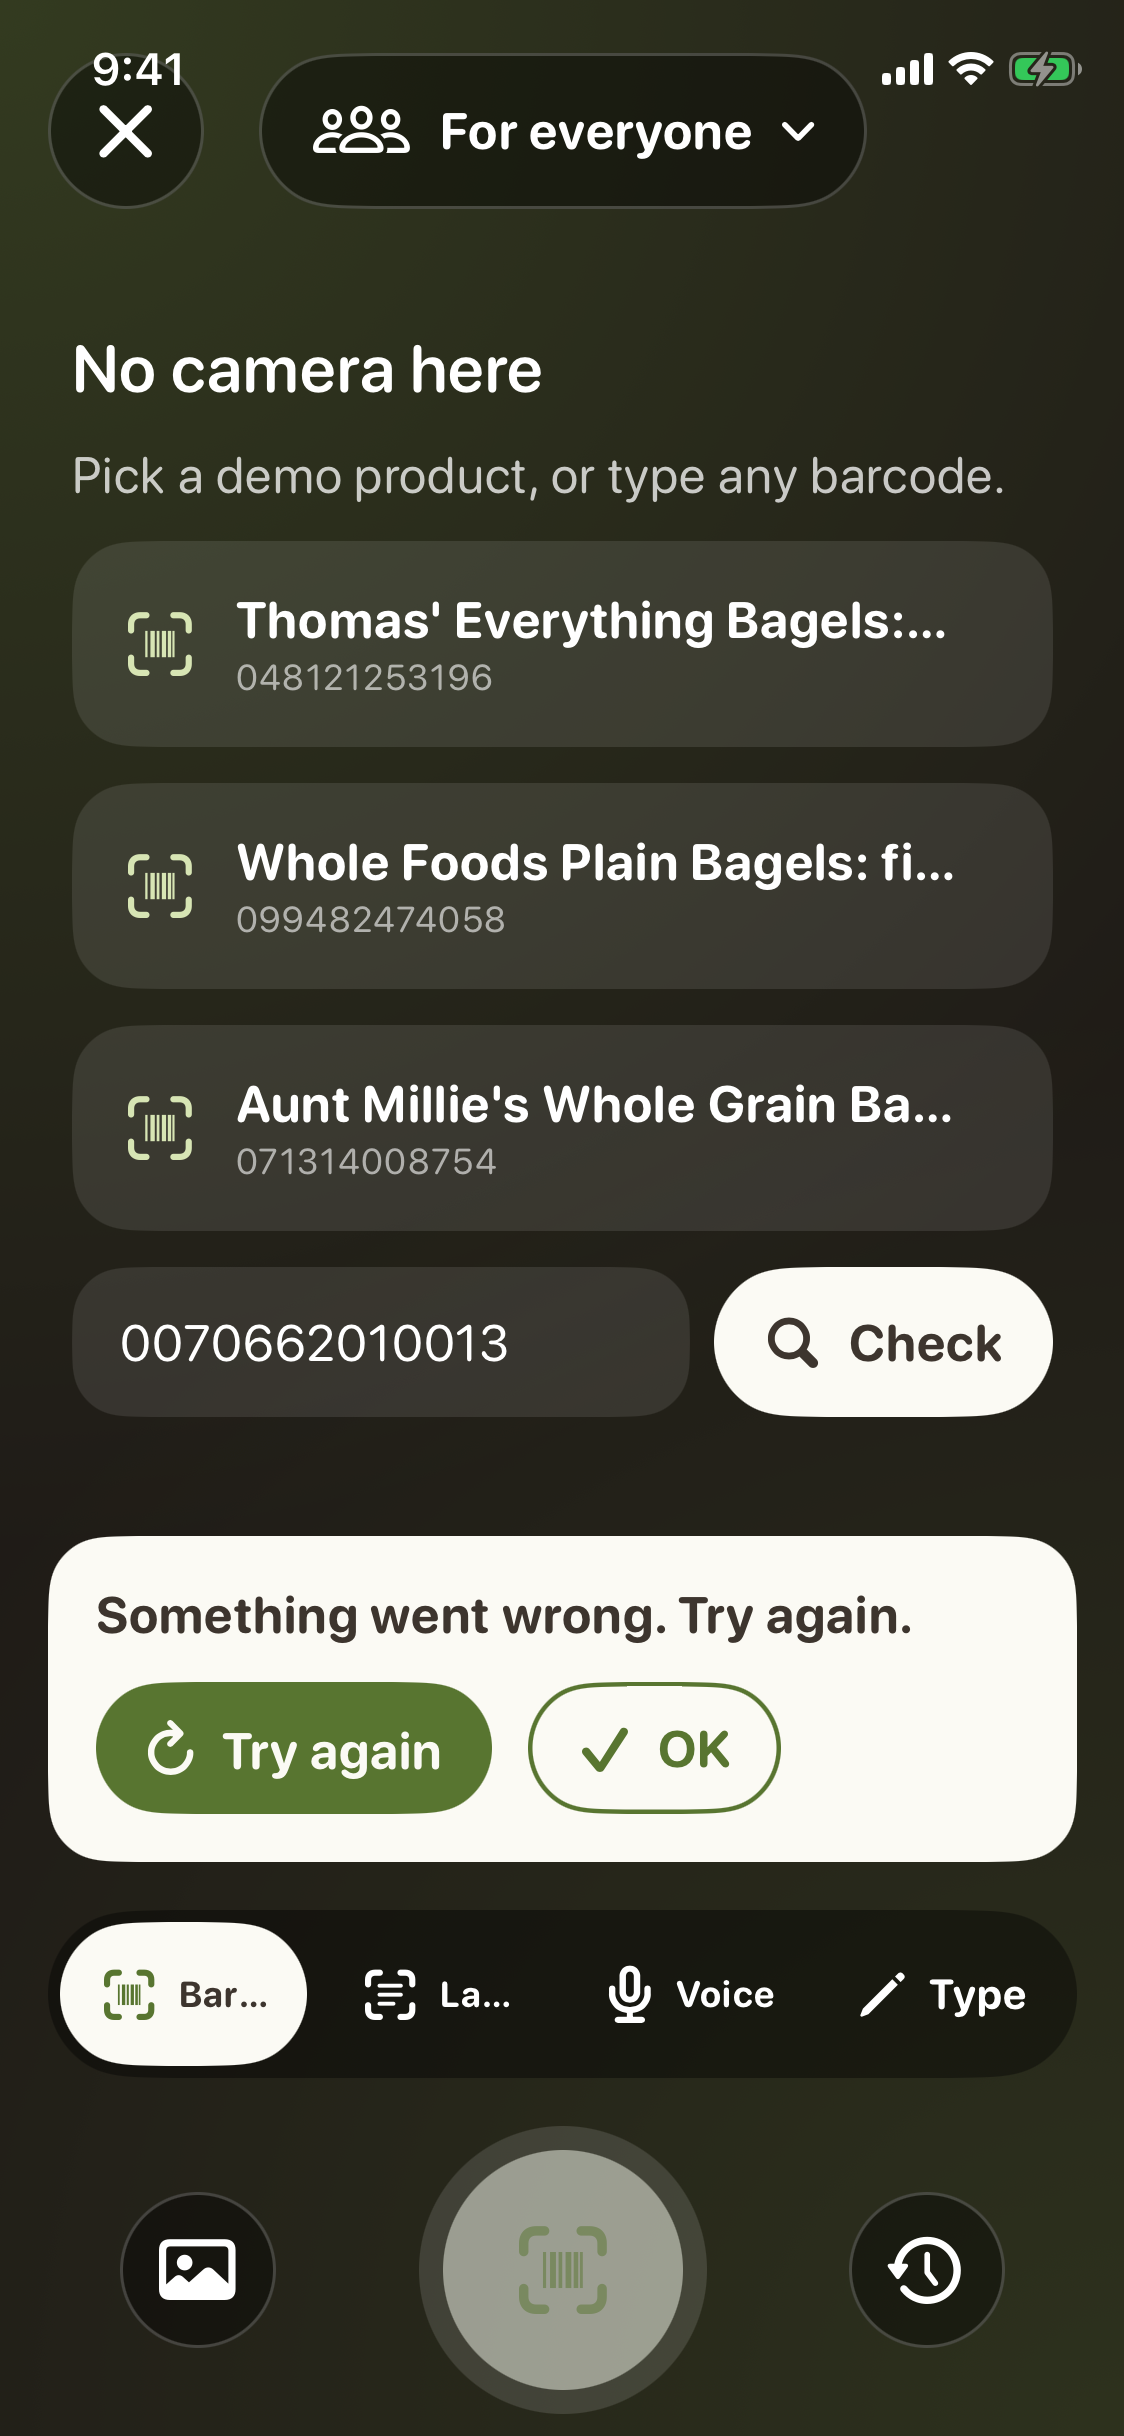 9:41
For everyone
No camera here
Pick a demo product, or type any barcode.
Thomas' Everything Bagels:...
048121253196
Whole Foods Plain Bagels: fi...
099482474058
Aunt Millie's Whole Grain Ba...
071314008754
0070662010013
Check
Something went wrong. Try again.
Try again
OK
Bar...
La...
Voice
Type